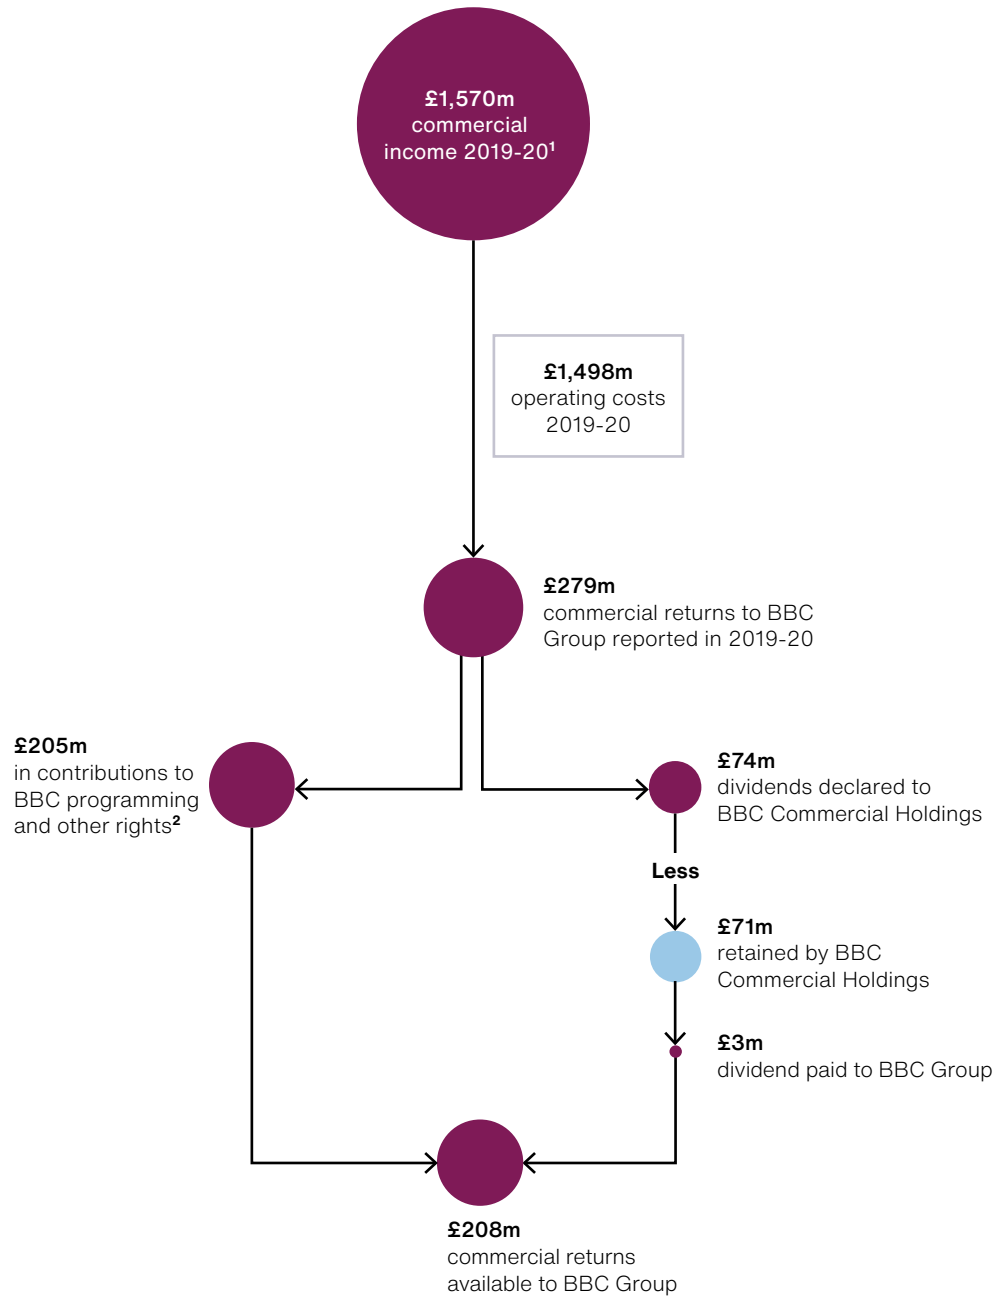 £1,570m
commercial
income 2019-20¹
£1,498m
operating costs
2019-20
£279m
commercial returns to BBC
Group reported in 2019-20
£205m
in contributions to
BBC programming
and other rights²
£74m
dividends declared to
BBC Commercial Holdings
Less
£71m
retained by BBC
Commercial Holdings
£3m
dividend paid to BBC Group
£208m
commercial returns
available to BBC Group